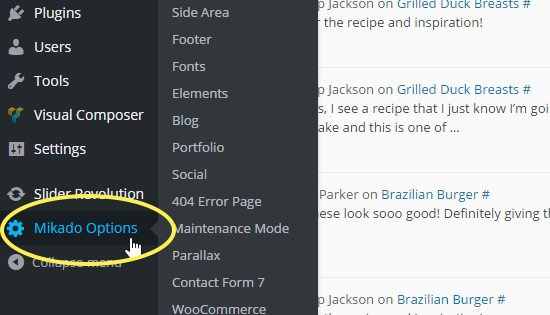 Plugins
Users
Tools
Visual Composer
Settings
Slider Revolution
Mikado Options
Collapse menu
Side Area
Footer
Fonts
Elements
Blog
Portfolio
Social
404 Error Page
Maintenance Mode
Parallax
Contact Form 7
WooCommerce
p Jackson on Grilled Duck Breasts #
r the recipe and inspiration!
p Jackson on Grilled Duck Breasts #
s, I see a recipe that I just know I'm goi
ake and this is one of …
Parker on Brazilian Burger #
ese look sooo good! Definitely giving th
p Jackson on Brazilian Burger #